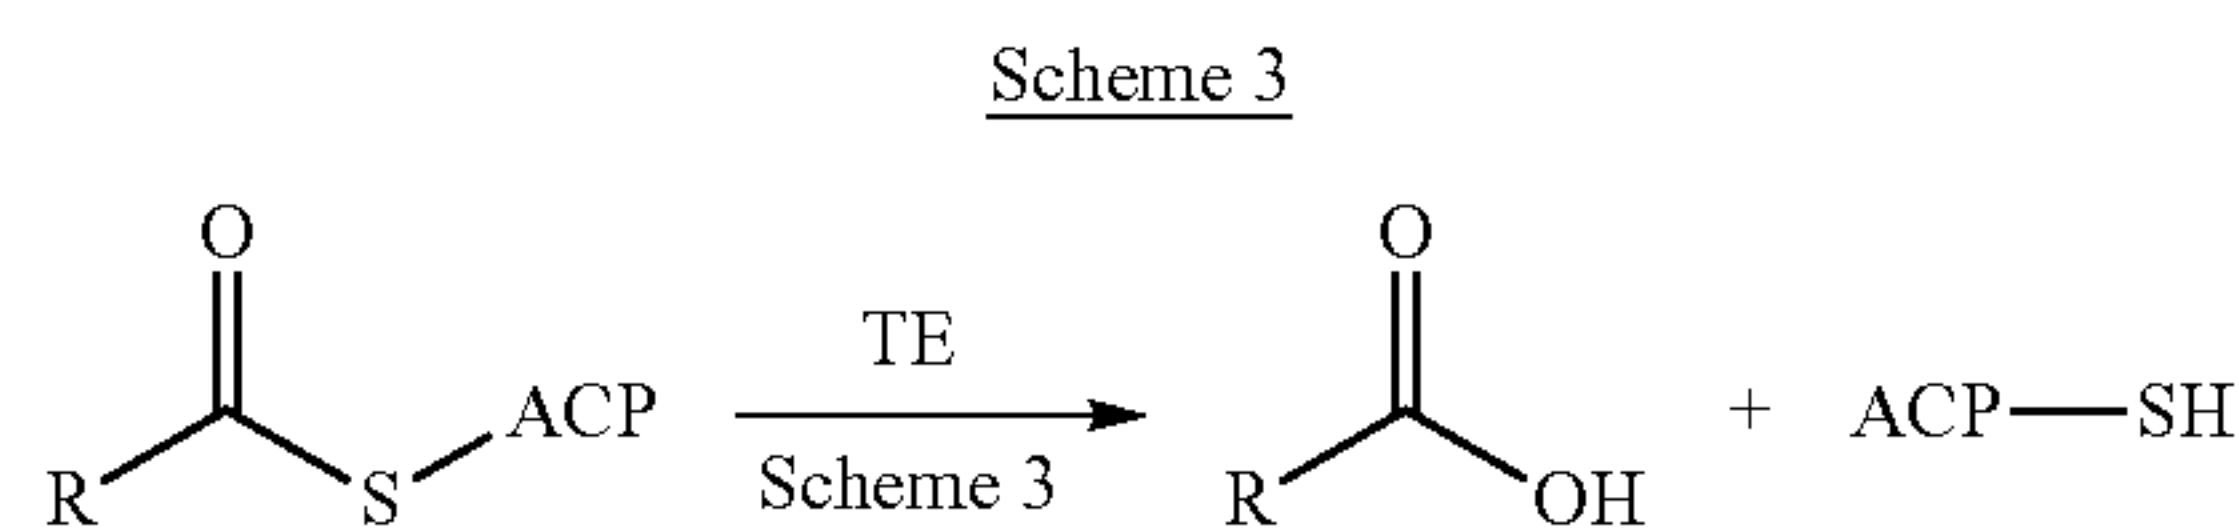 Scheme 3
O
O
TE
ACP
+ ACP—SH
Scheme 3
R
S
R
OH